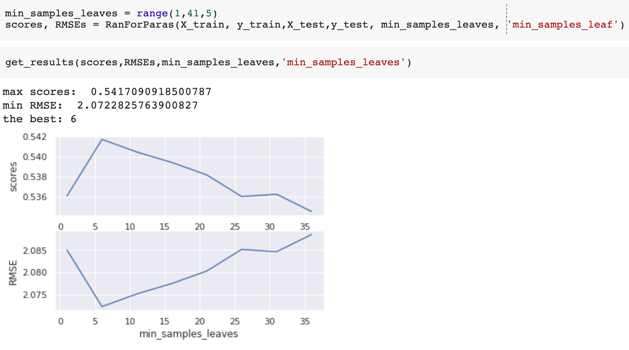 min_samples_leaves = range(1,41,5)
scores, RMSEs = RanForParas(X_train, y_train,X_test,y_test, min_samples_leaves, 'min_samples_leaf')
get_results(scores,RMSEs,min_samples_leaves,'min_samples_leaves')
max scores:  0.5417090918500787
min RMSE:  2.0722825763900827
the best: 6
0.542
0.540
0.538
0.536
scores
0 5 10 15 20 25 30 35
2.085
2.080
2.075
RMSE
0 5 10 15 20 25 30 35
min_samples_leaves